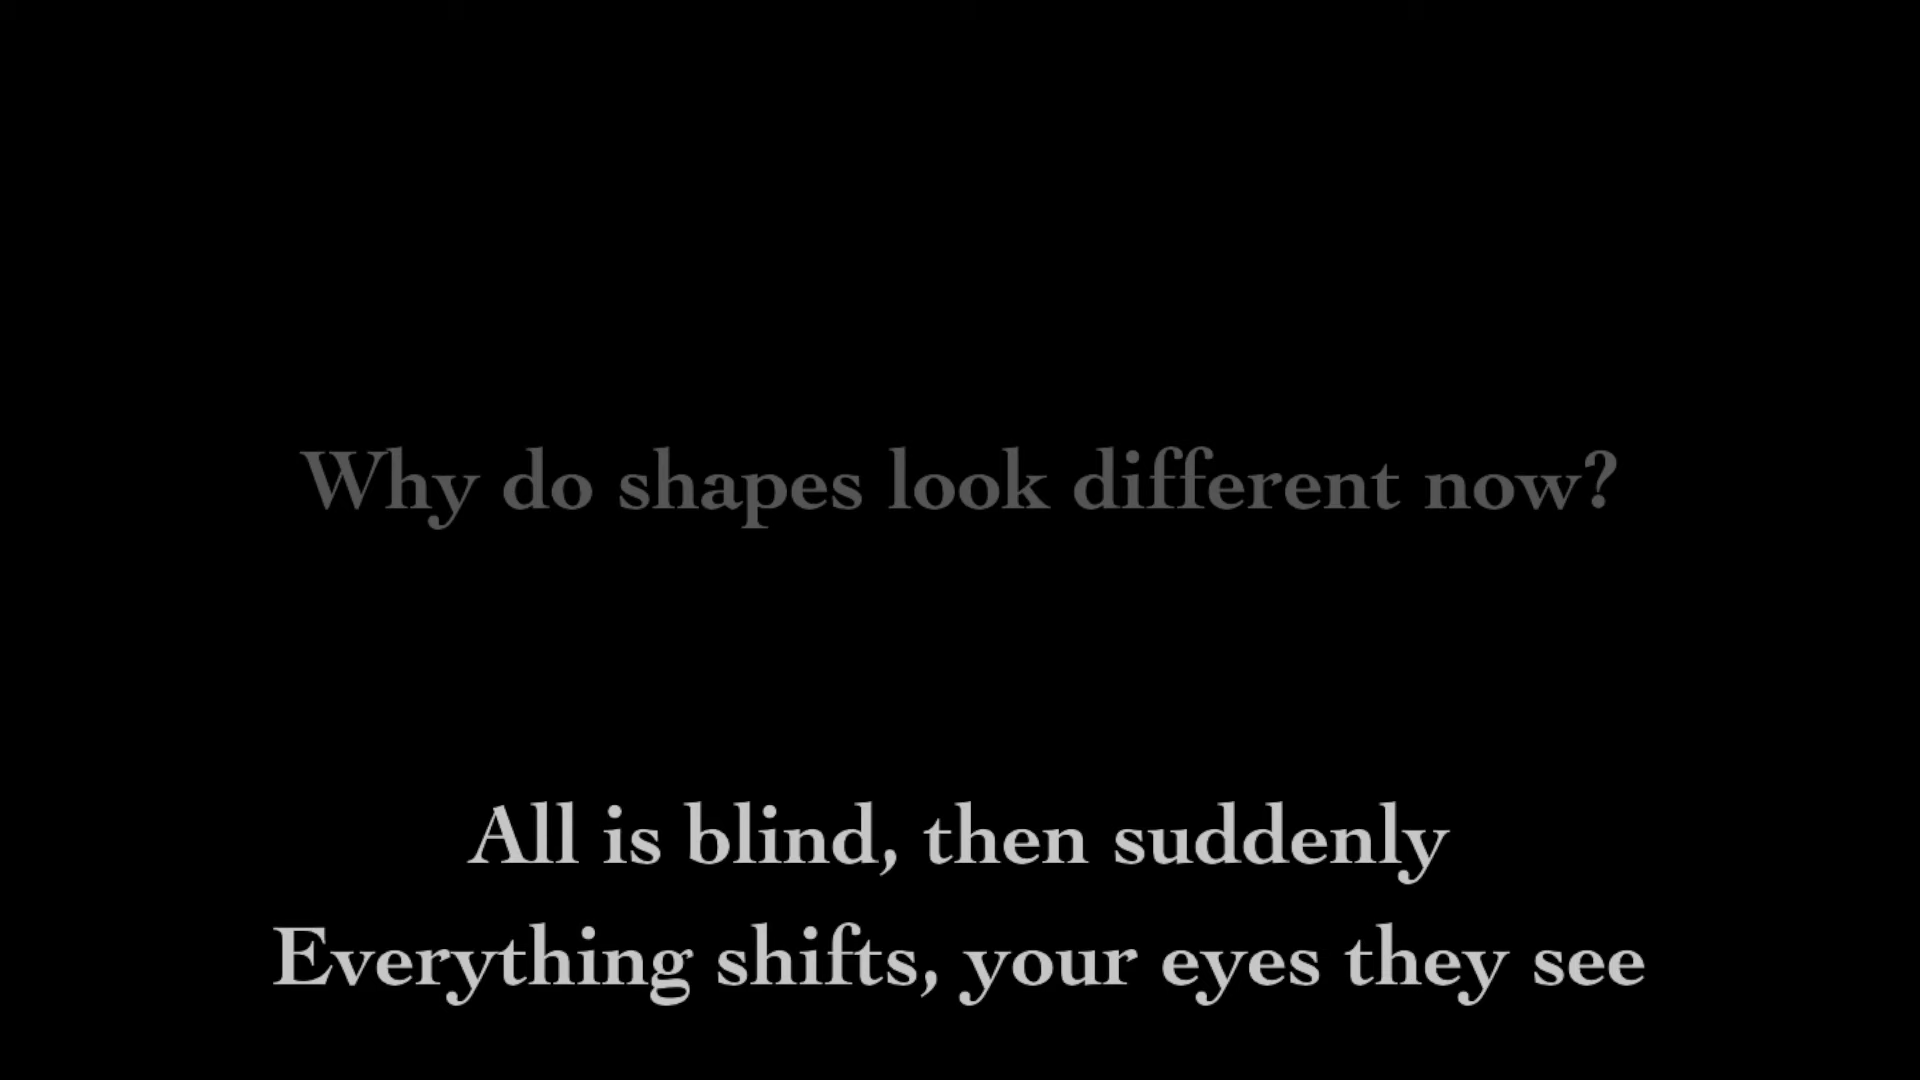 Why do shapes look different now?
All is blind, then suddenly
Everything shifts, your eyes they see